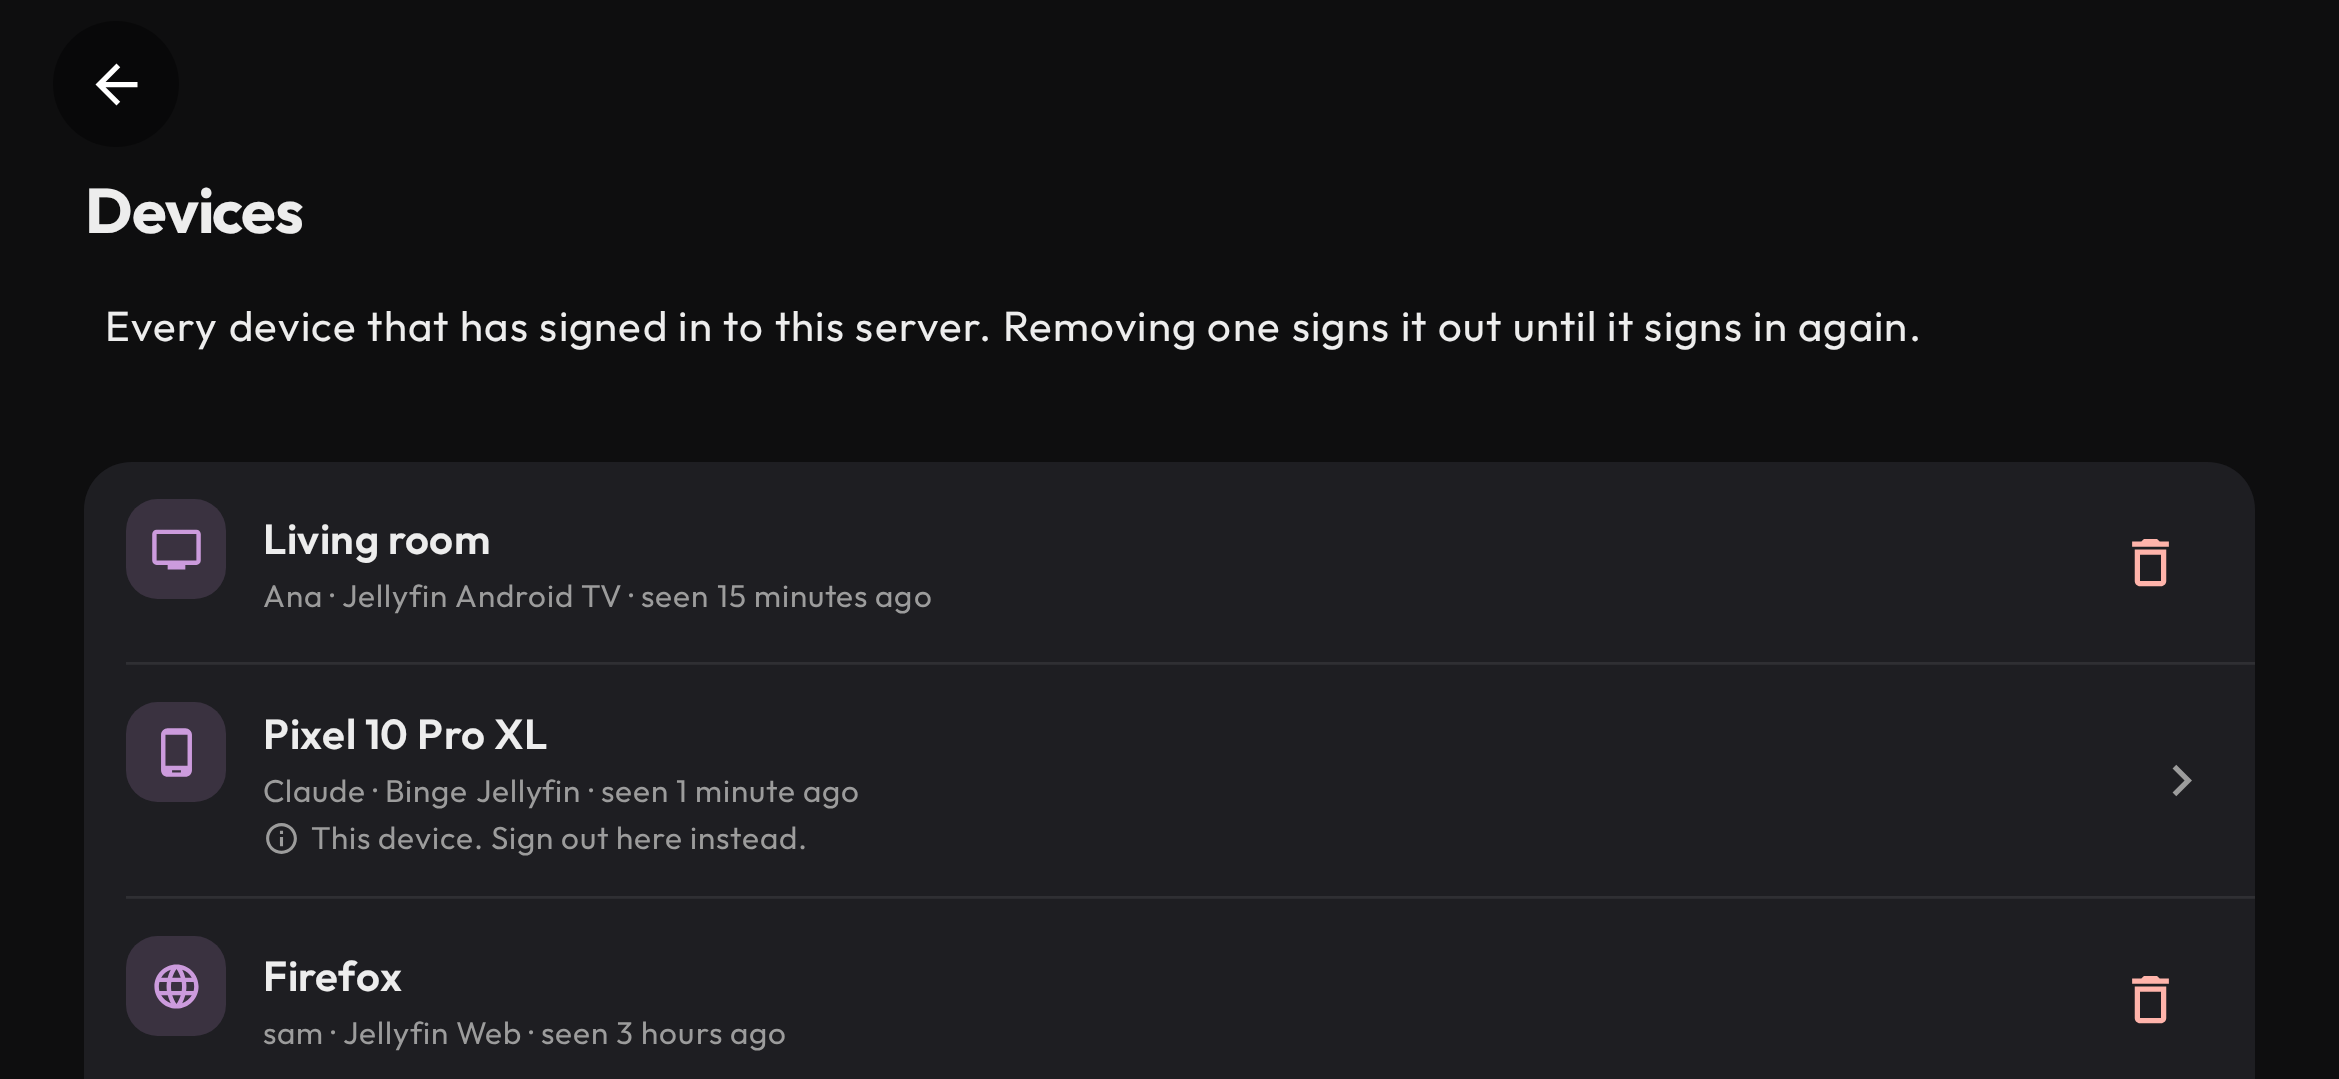 Devices
Every device that has signed in to this server. Removing one signs it out until it signs in again.
Living room
Ana · Jellyfin Android TV · seen 15 minutes ago
Pixel 10 Pro XL
Claude · Binge Jellyfin · seen 1 minute ago
This device. Sign out here instead.
Firefox
sam · Jellyfin Web · seen 3 hours ago